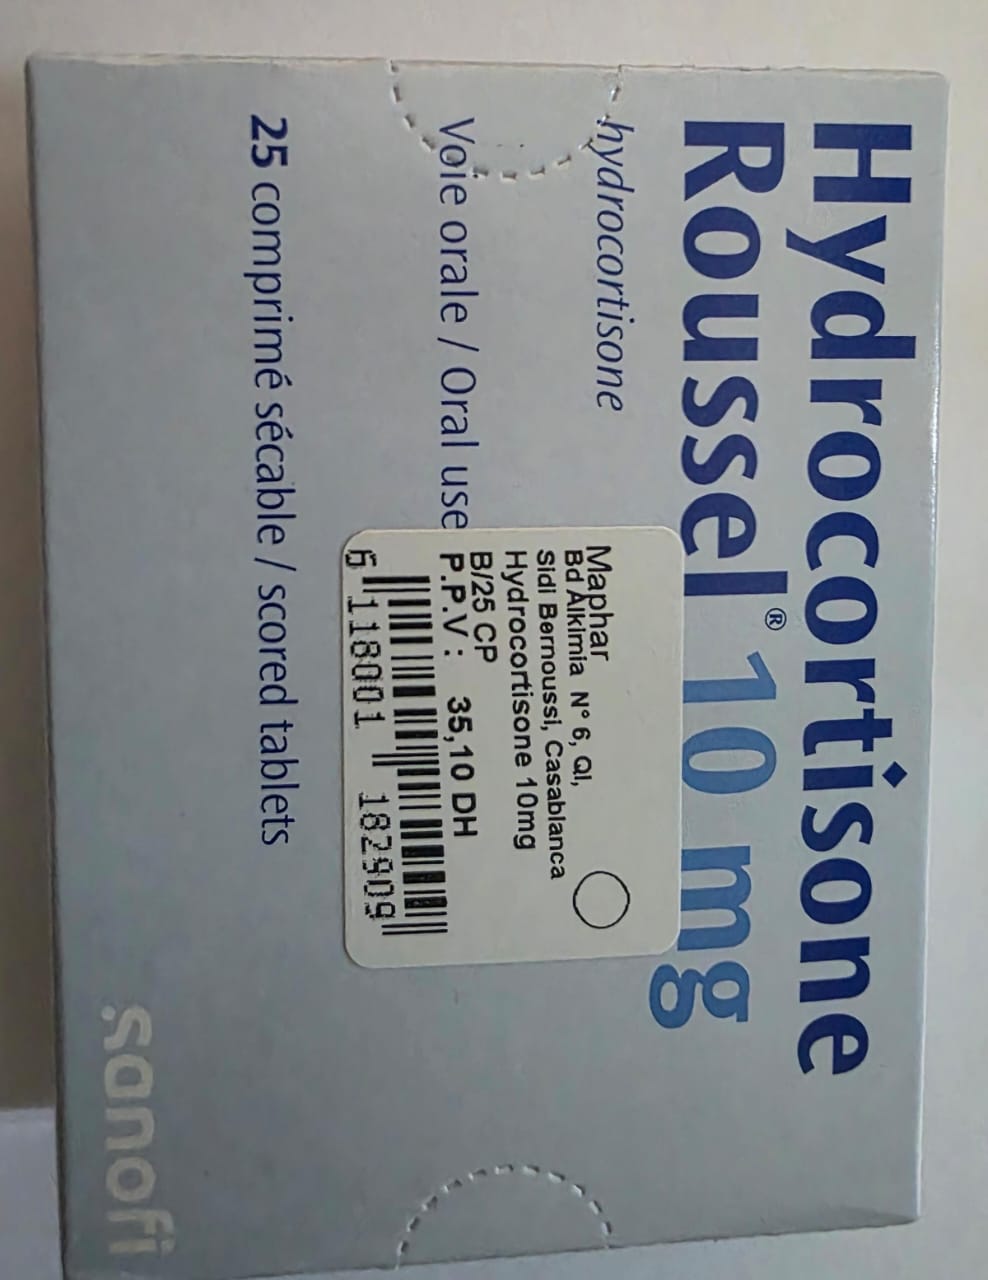 Hydrocortisone
Roussel® 10 mg
hydrocortisone
Voie orale / Oral use
25 comprimé sécable / scored tablets
Maphar
Bd Alkimia N° 6, QI,
Sidi Bernoussi, Casablanca
Hydrocortisone 10mg
B/25 CP
P.P.V : 35,10 DH
6 118001 182909
sanofi